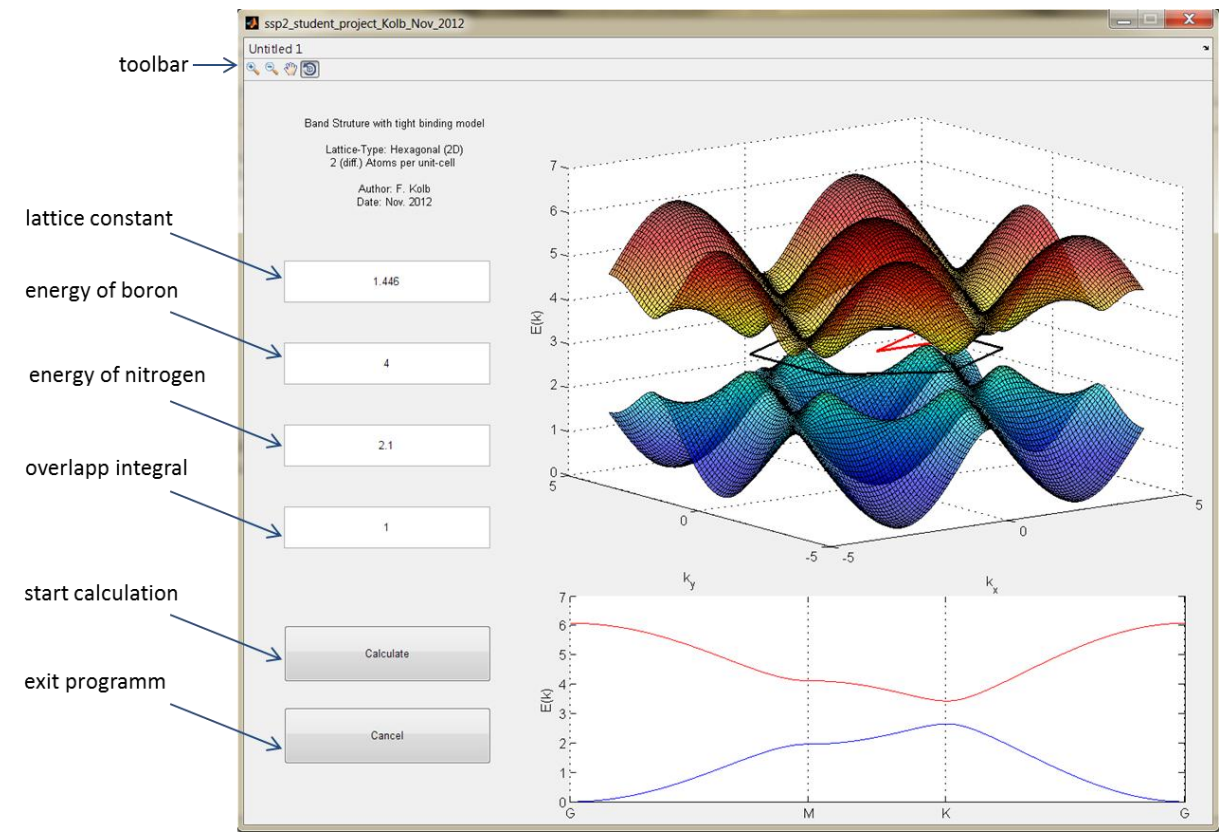 ssp2_student_project_Kolb_Nov_2012
Untitled 1
toolbar
Band Struture with tight binding model
Lattice-Type: Hexagonal (2D)
2 (diff.) Atoms per unit-cell
Author: F. Kolb
Date: Nov. 2012
lattice constant
1.446
energy of boron
4
energy of nitrogen
2.1
overlapp integral
1
start calculation
Calculate
exit programm
Cancel
7
6
5
4
3
2
1
0
E(k)
5
0
-5
-5
0
5
k_y
k_x
7
6
5
4
3
2
1
0
E(k)
G
M
K
G